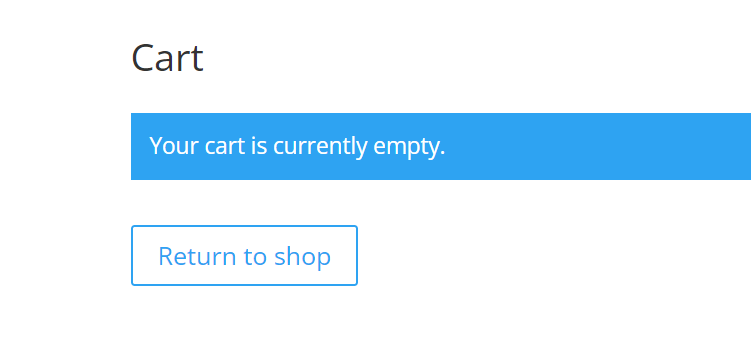 Cart
Your cart is currently empty.
Return to shop